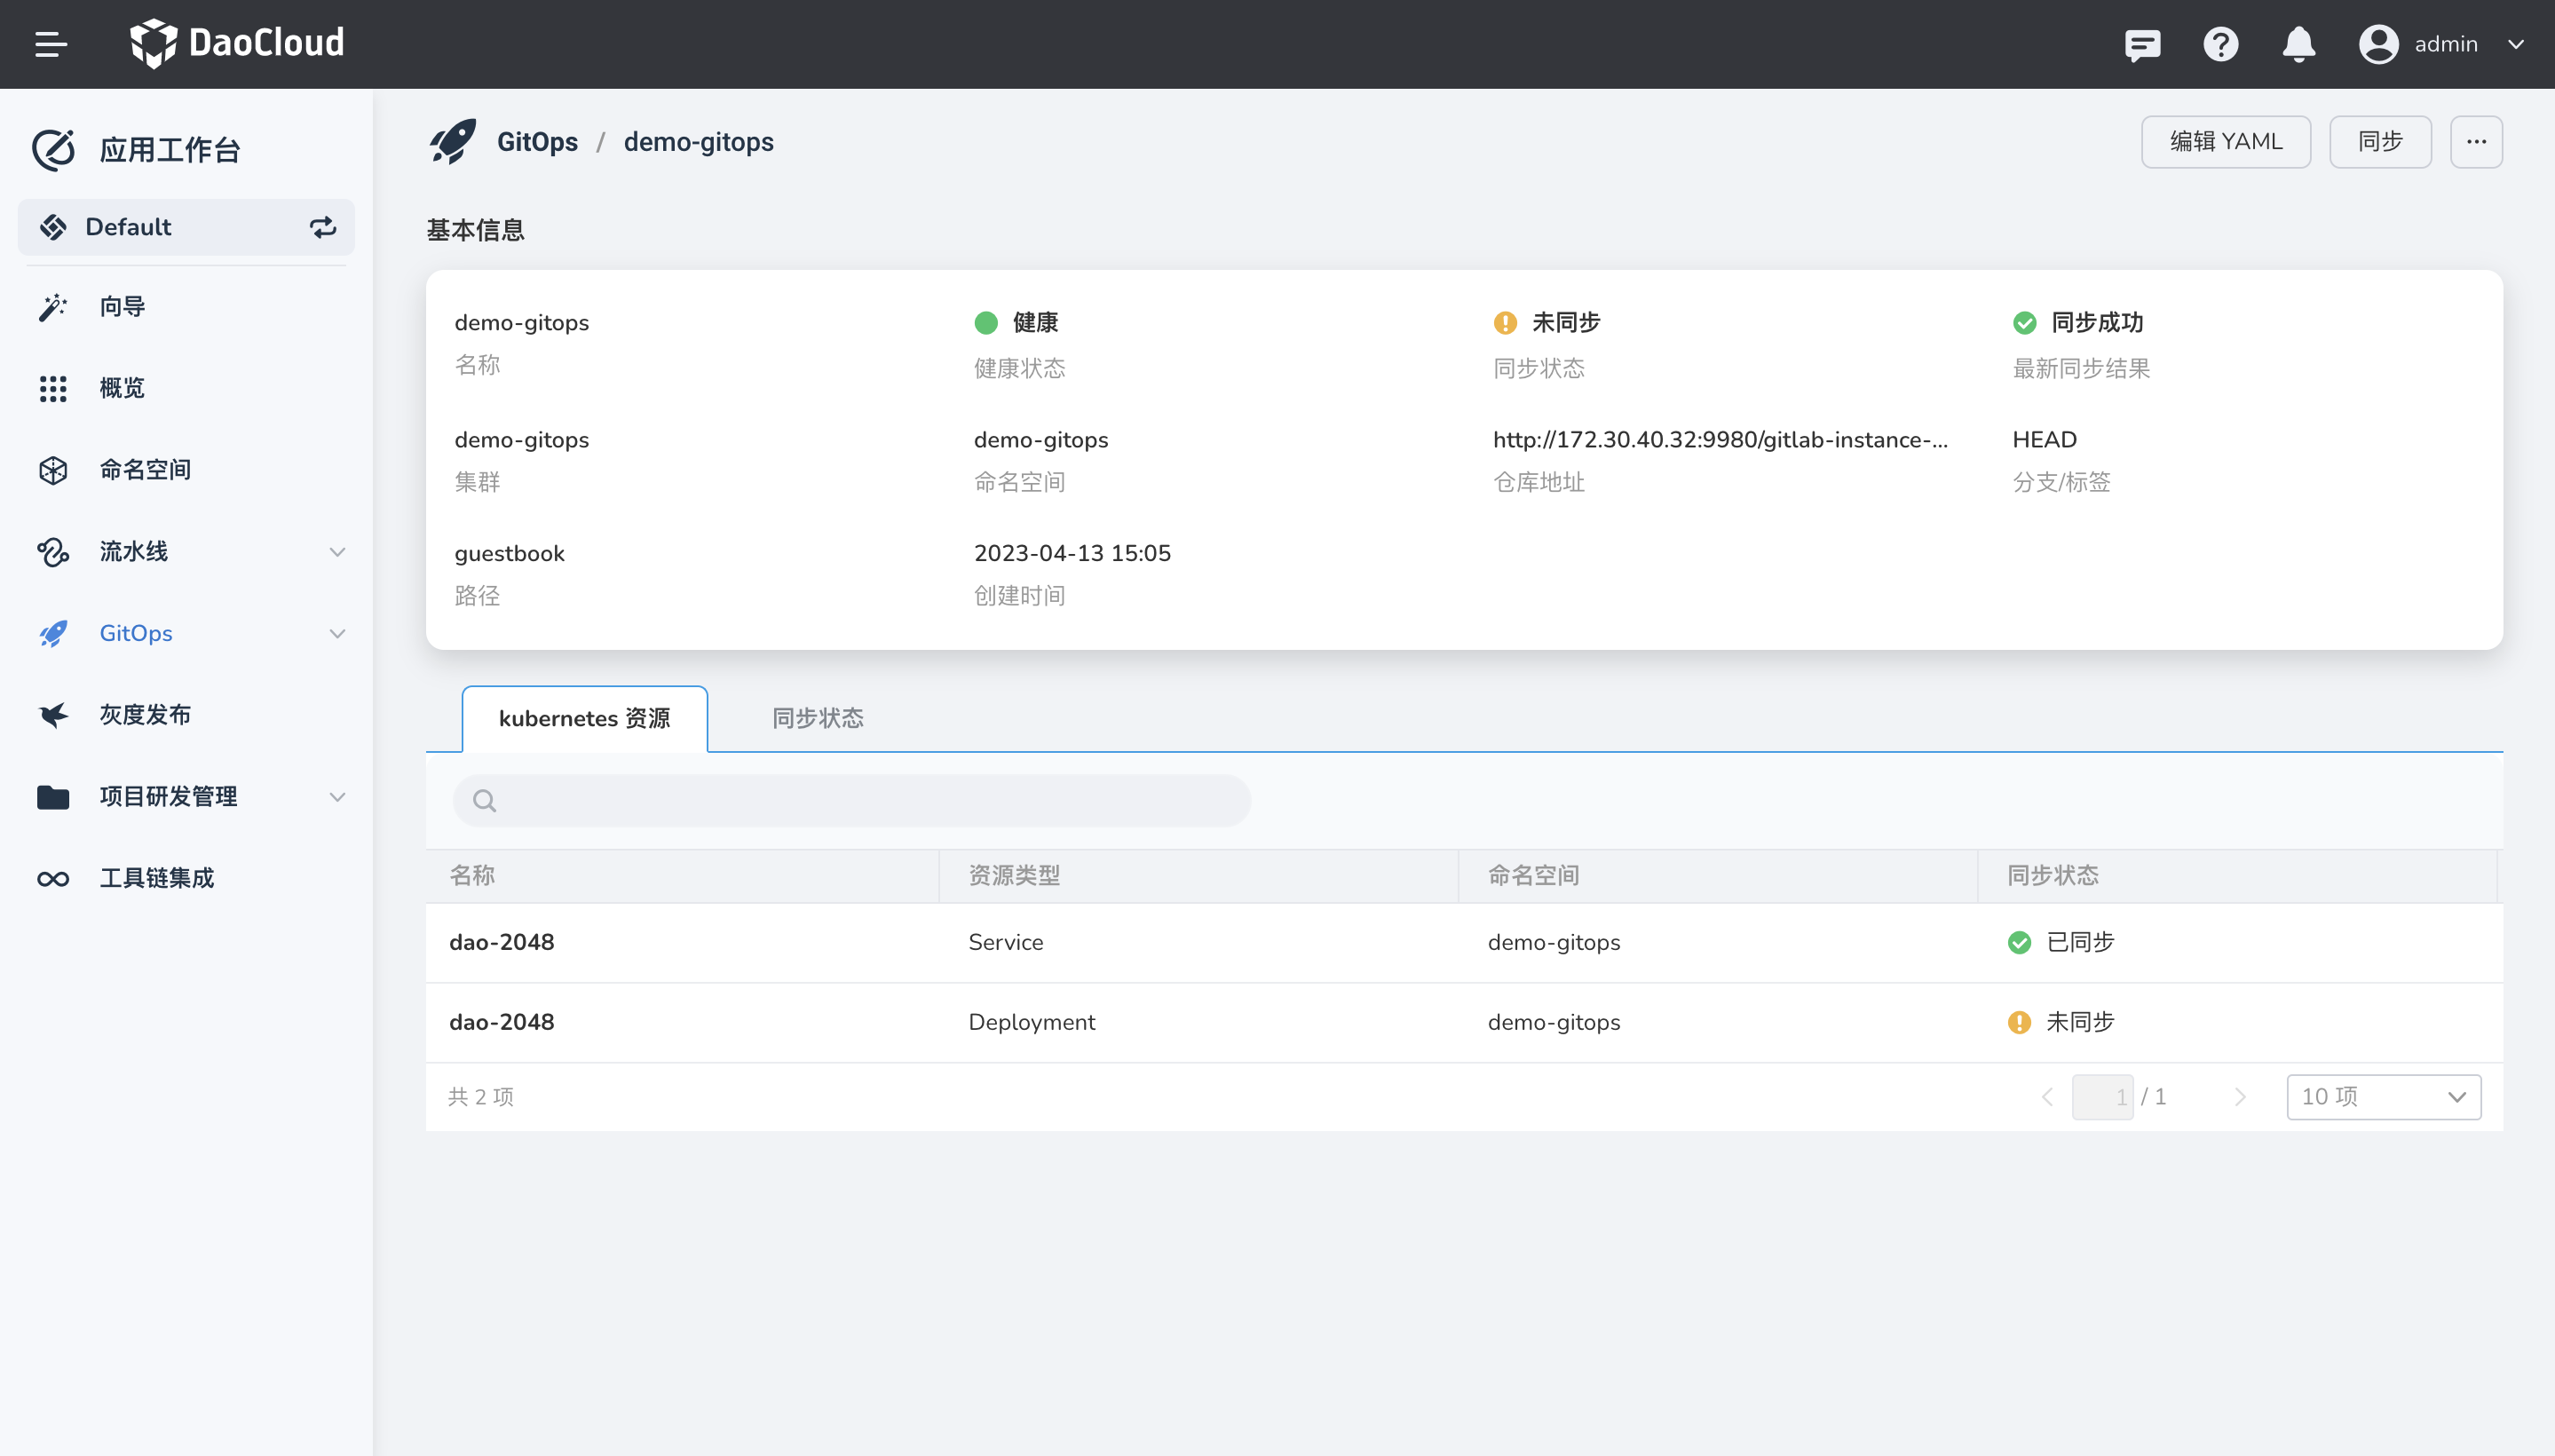 DaoCloud
admin
应用工作台
Default
向导
概览
命名空间
流水线
GitOps
灰度发布
项目研发管理
工具链集成
GitOps / demo-gitops
编辑 YAML
同步
...
基本信息
demo-gitops
名称
健康
健康状态
未同步
同步状态
同步成功
最新同步结果
demo-gitops
集群
demo-gitops
命名空间
http://172.30.40.32:9980/gitlab-instance-...
仓库地址
HEAD
分支/标签
guestbook
路径
2023-04-13 15:05
创建时间
kubernetes 资源
同步状态
名称 资源类型 命名空间 同步状态
dao-2048 Service demo-gitops 已同步
dao-2048 Deployment demo-gitops 未同步
共 2 项
1 / 1
10 项